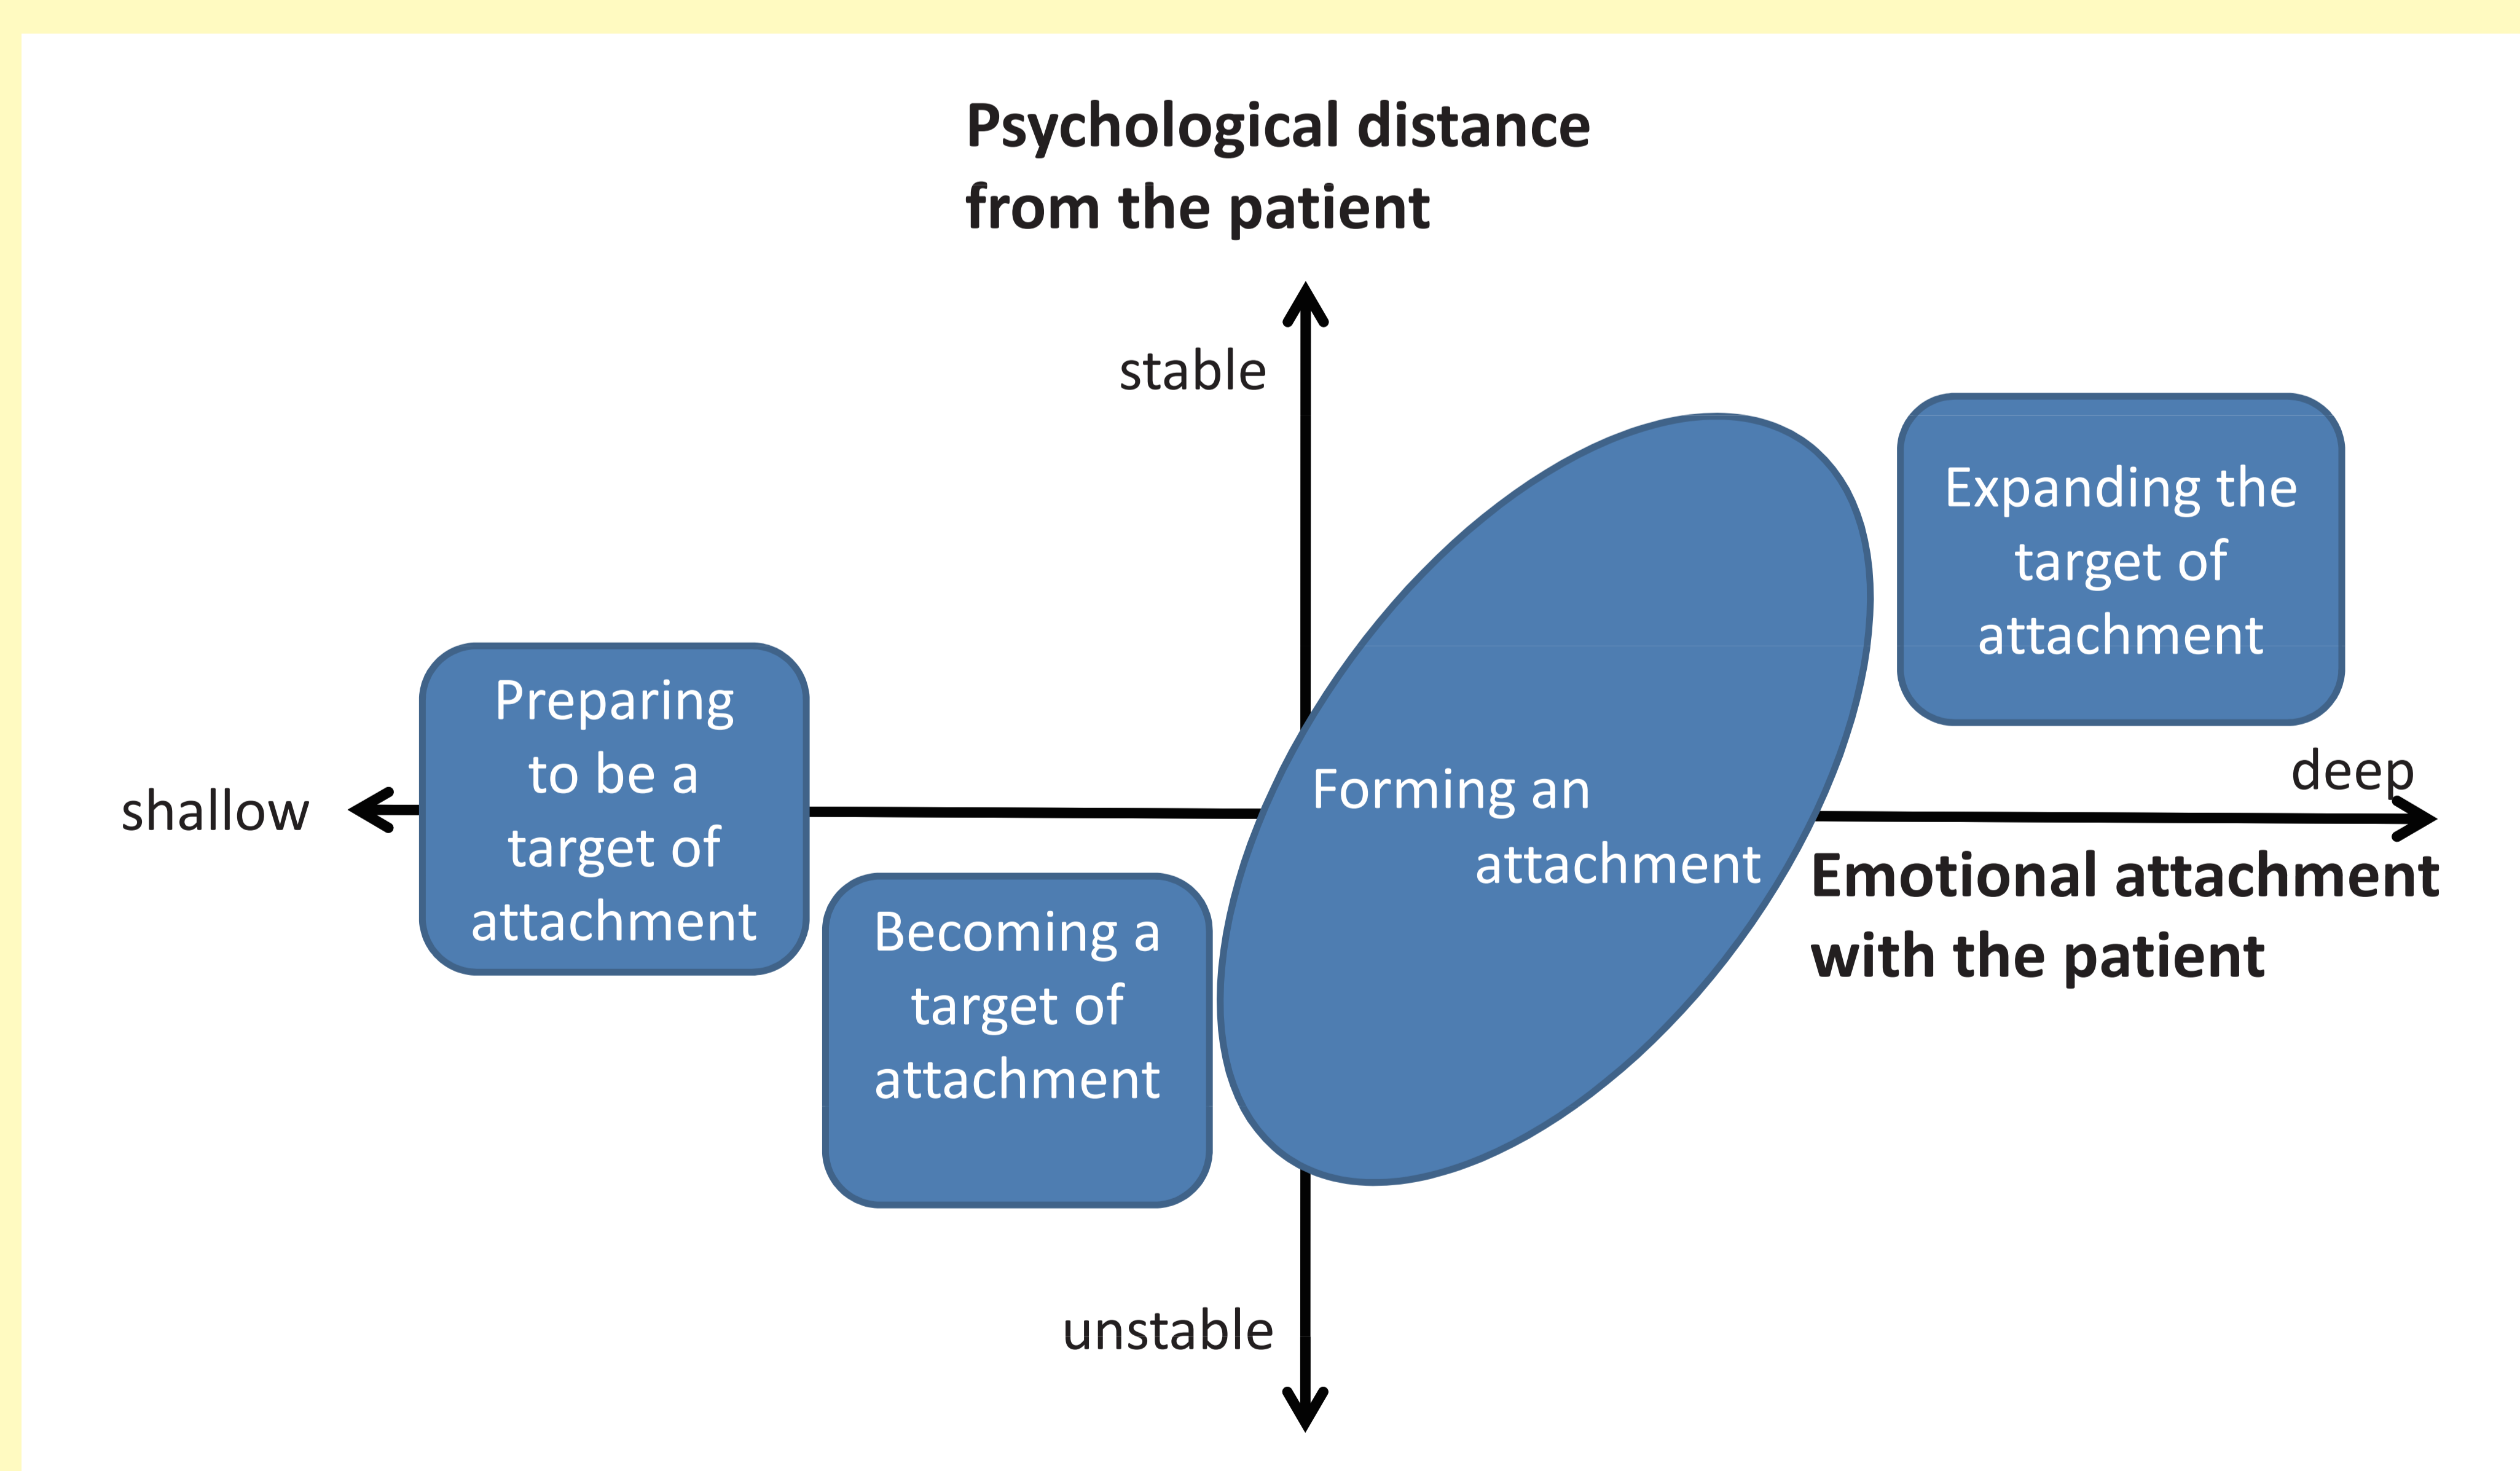 Psychological distance
from the patient
stable
Expanding the
target of
attachment
Preparing
to be a
target of
attachment
shallow
Forming an
attachment
deep
Emotional attachment
with the patient
Becoming a
target of
attachment
unstable